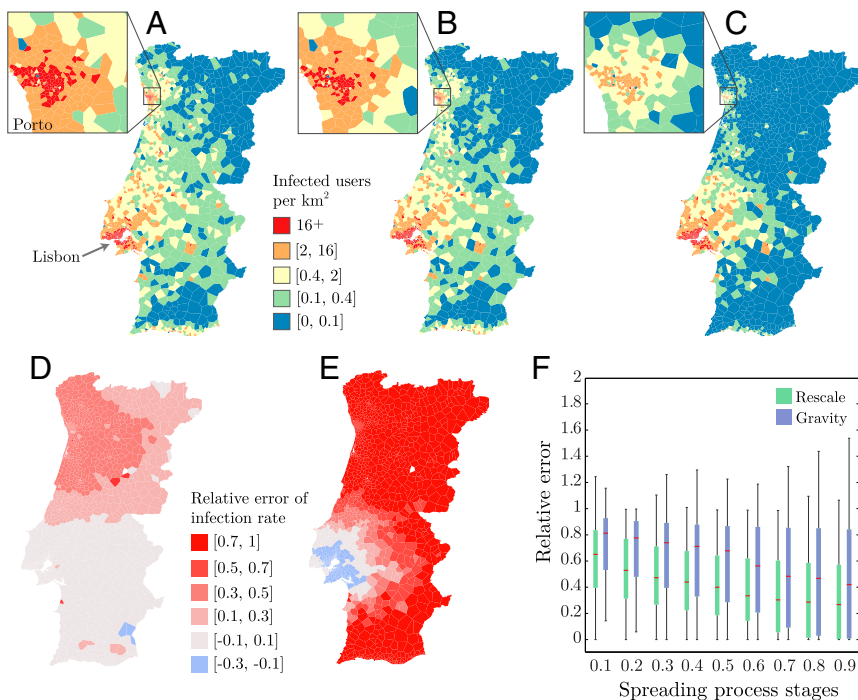 A
B
C
Porto
Lisbon
Infected users
per km²
16+
[2, 16]
[0.4, 2]
[0.1, 0.4]
[0, 0.1]
D
E
Relative error of
infection rate
[0.7, 1]
[0.5, 0.7]
[0.3, 0.5]
[0.1, 0.3]
[-0.1, 0.1]
[-0.3, -0.1]
F
Rescale
Gravity
Relative error
2
1.8
1.6
1.4
1.2
1
0.8
0.6
0.4
0.2
0
0.1 0.2 0.3 0.4 0.5 0.6 0.7 0.8 0.9
Spreading process stages